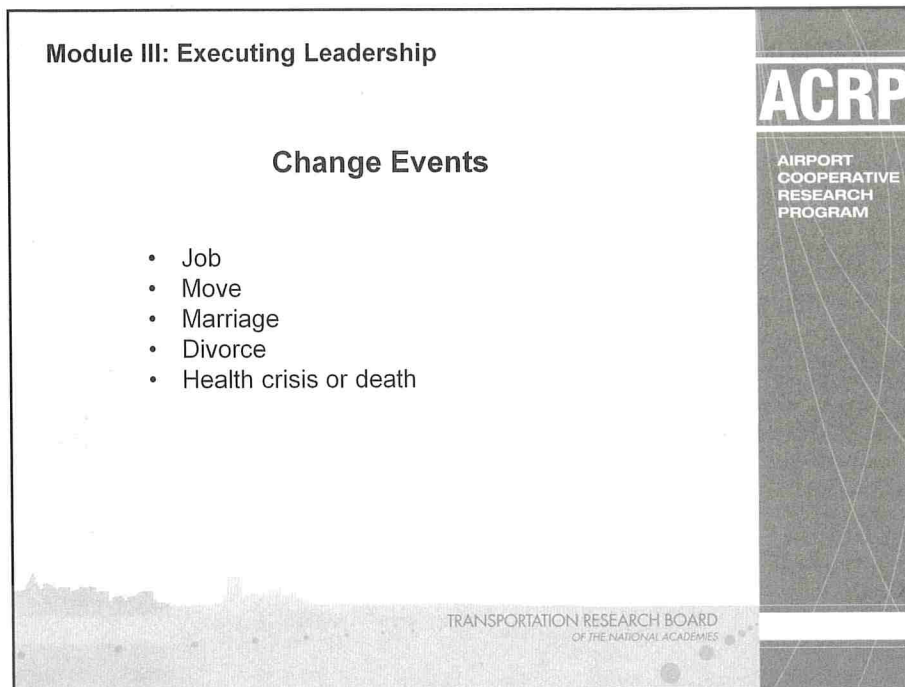 Module III: Executing Leadership
Change Events
• Job
• Move
• Marriage
• Divorce
• Health crisis or death
ACRP
AIRPORT
COOPERATIVE
RESEARCH
PROGRAM
TRANSPORTATION RESEARCH BOARD
OF THE NATIONAL ACADEMIES